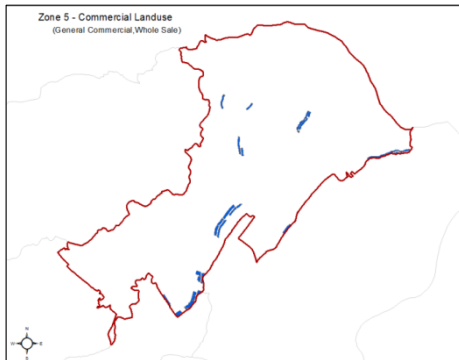 Zone 5 - Commercial Landuse
(General Commercial,Whole Sale)
N
W E
S